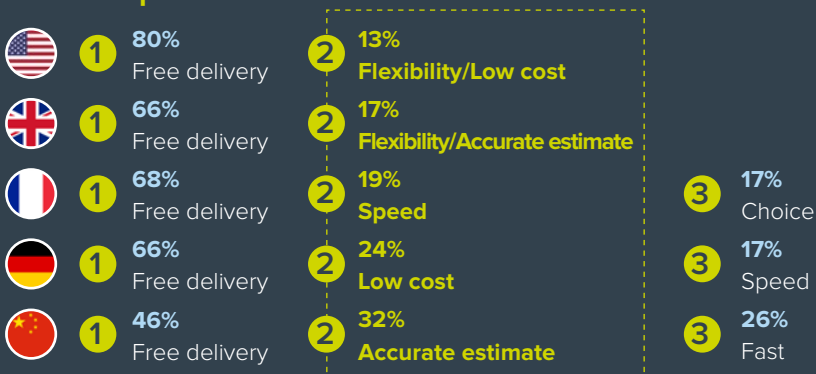 1 80% 2 13%
Free delivery Flexibility/Low cost
1 66% 2 17%
Free delivery Flexibility/Accurate estimate
1 68% 2 19% 3 17%
Free delivery Speed Choice
1 66% 2 24% 3 17%
Free delivery Low cost Speed
1 46% 2 32% 3 26%
Free delivery Accurate estimate Fast